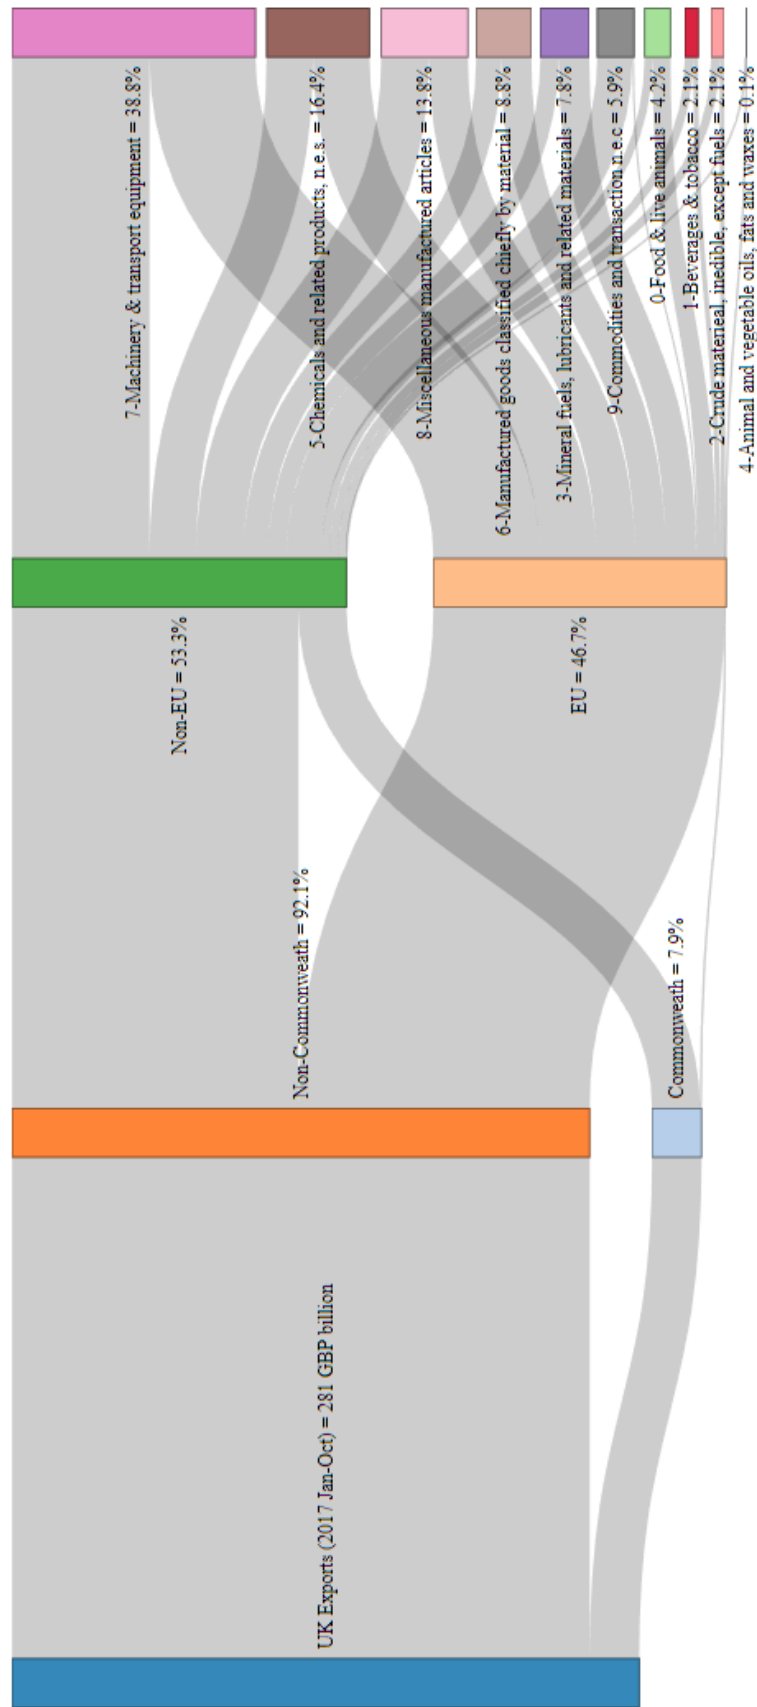 UK Exports (2017 Jan-Oct) = 281 GBP billion
Non-Commonweath = 92.1%
Commonweath = 7.9%
Non-EU = 53.3%
EU = 46.7%
7-Machinery & transport equipment = 38.8%
5-Chemicals and related products, n.e.s. = 16.4%
8-Miscellaneous manufactured articles = 13.8%
6-Manufactured goods classified chiefly by material = 8.8%
3-Mineral fuels, lubricants and related materials = 7.8%
9-Commodities and transaction n.e.c = 5.9%
0-Food & live animals = 4.2%
1-Beverages & tobacco = 2.1%
2-Crude materieal, inedible, except fuels = 2.1%
4-Animal and vegetable oils, fats and waxes = 0.1%